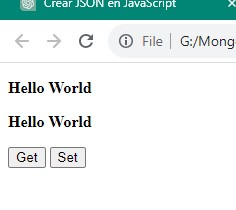 Crear JSON en JavaScript
File G:/Mong
Hello World
Hello World
Get Set